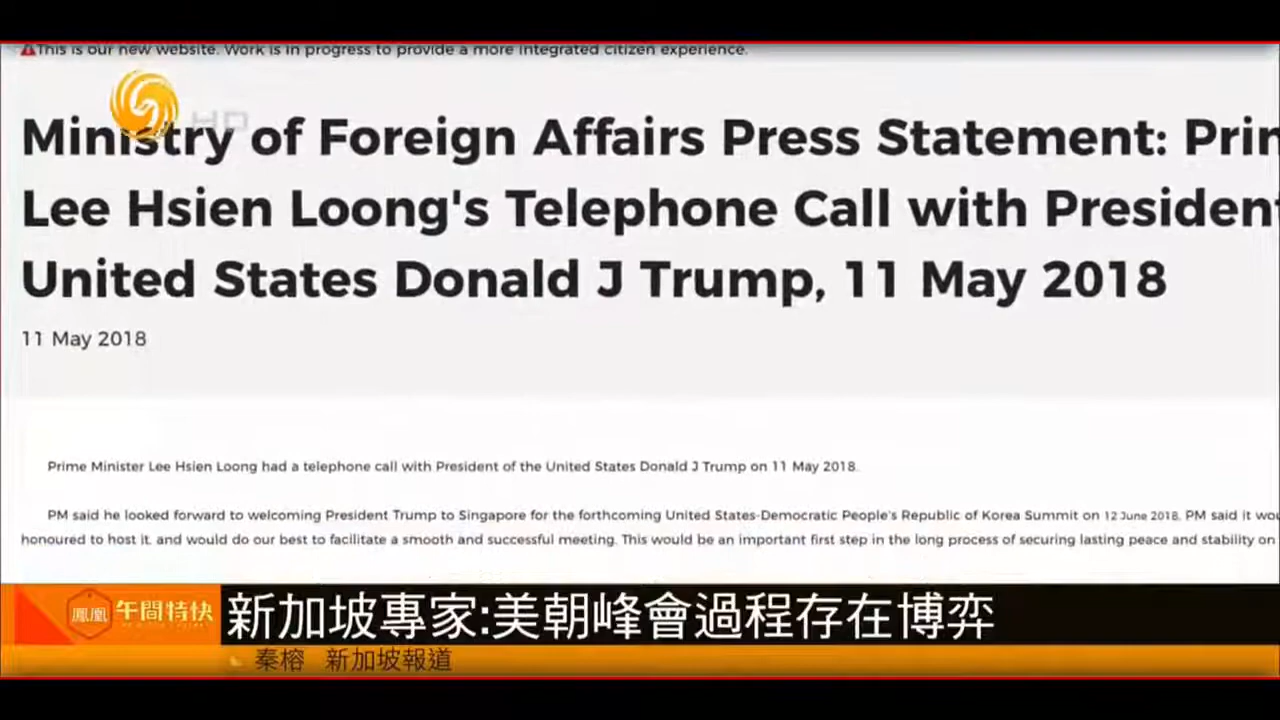 This is our new website. Work is in progress to provide a more integrated citizen experience.
HD
Ministry of Foreign Affairs Press Statement: Prim
Lee Hsien Loong's Telephone Call with President
United States Donald J Trump, 11 May 2018
11 May 2018
Prime Minister Lee Hsien Loong had a telephone call with President of the United States Donald J Trump on 11 May 2018.
PM said he looked forward to welcoming President Trump to Singapore for the forthcoming United States-Democratic People's Republic of Korea Summit on 12 June 2018. PM said it wou
honoured to host it, and would do our best to facilitate a smooth and successful meeting. This would be an important first step in the long process of securing lasting peace and stability on
鳳凰 午間特快
新加坡專家:美朝峰會過程存在博弈
秦榕 新加坡報道